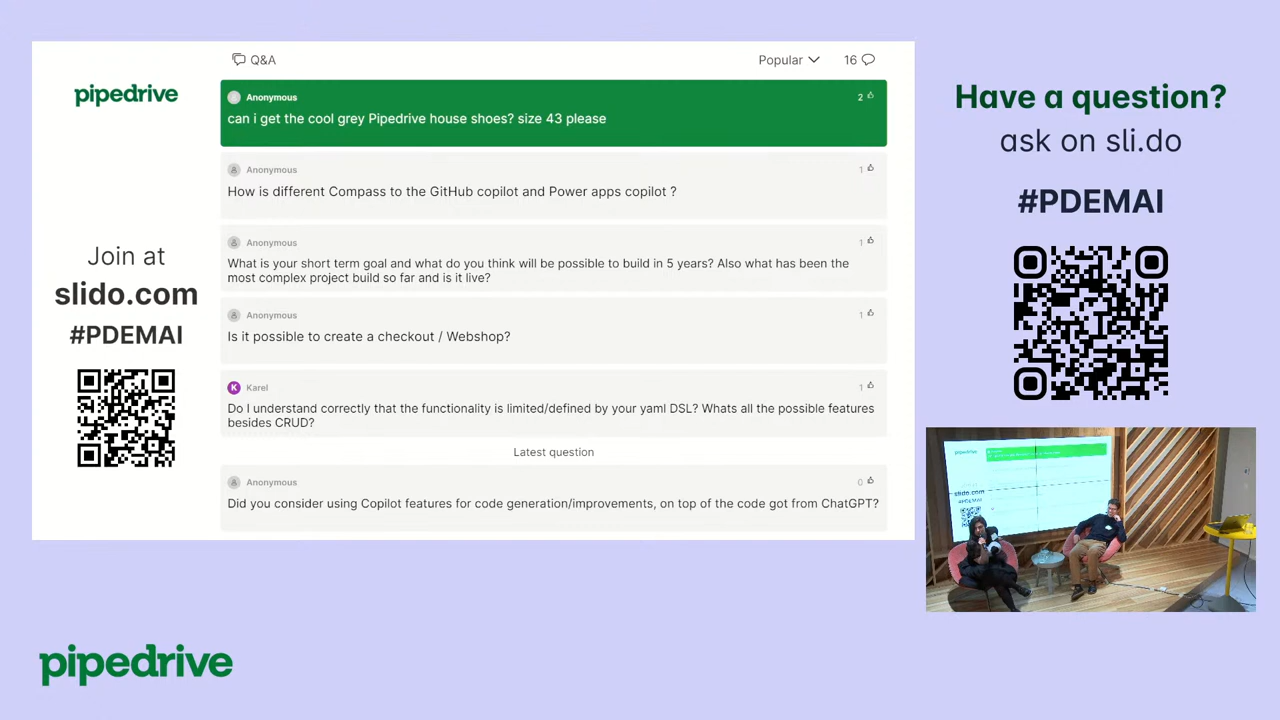 pipedrive
Join at
slido.com
#PDEMAI
Q&A
Popular
16
Anonymous
2
can i get the cool grey Pipedrive house shoes? size 43 please
Anonymous
1
How is different Compass to the GitHub copilot and Power apps copilot ?
Anonymous
1
What is your short term goal and what do you think will be possible to build in 5 years? Also what has been the
most complex project build so far and is it live?
Anonymous
1
Is it possible to create a checkout / Webshop?
K
Karel
1
Do I understand correctly that the functionality is limited/defined by your yaml DSL? Whats all the possible features
besides CRUD?
Latest question
Anonymous
0
Did you consider using Copilot features for code generation/improvements, on top of the code got from ChatGPT?
Have a question?
ask on sli.do
#PDEMAI
pipedrive
slido.com
#PDEMAI
pipedrive